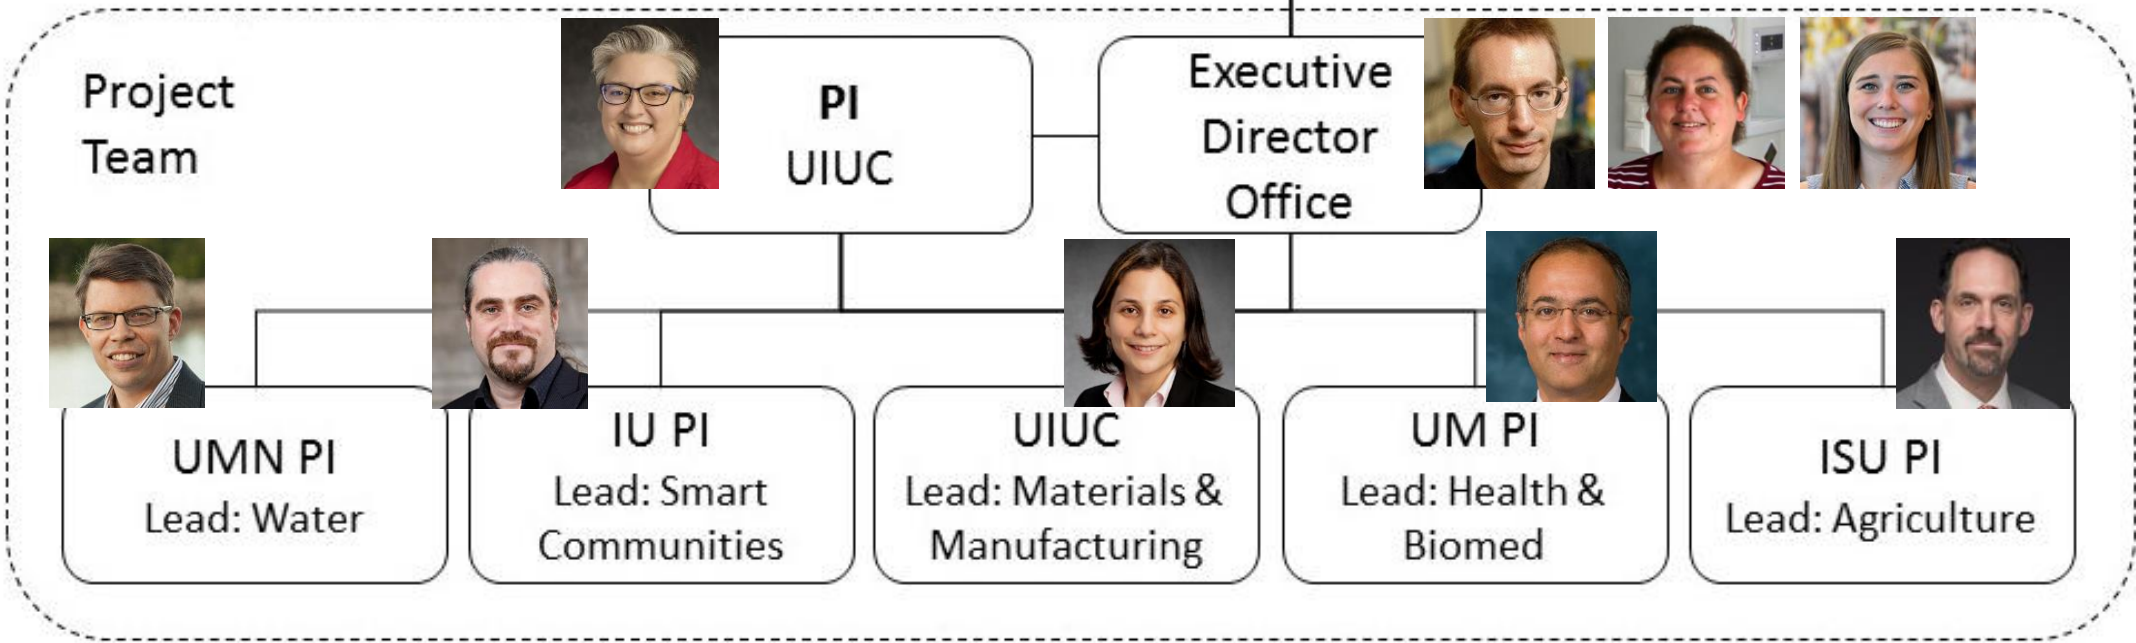 Project
Team
PI
UIUC
Executive
Director
Office
UMN PI
Lead: Water
IU PI
Lead: Smart
Communities
UIUC
Lead: Materials &
Manufacturing
UM PI
Lead: Health &
Biomed
ISU PI
Lead: Agriculture